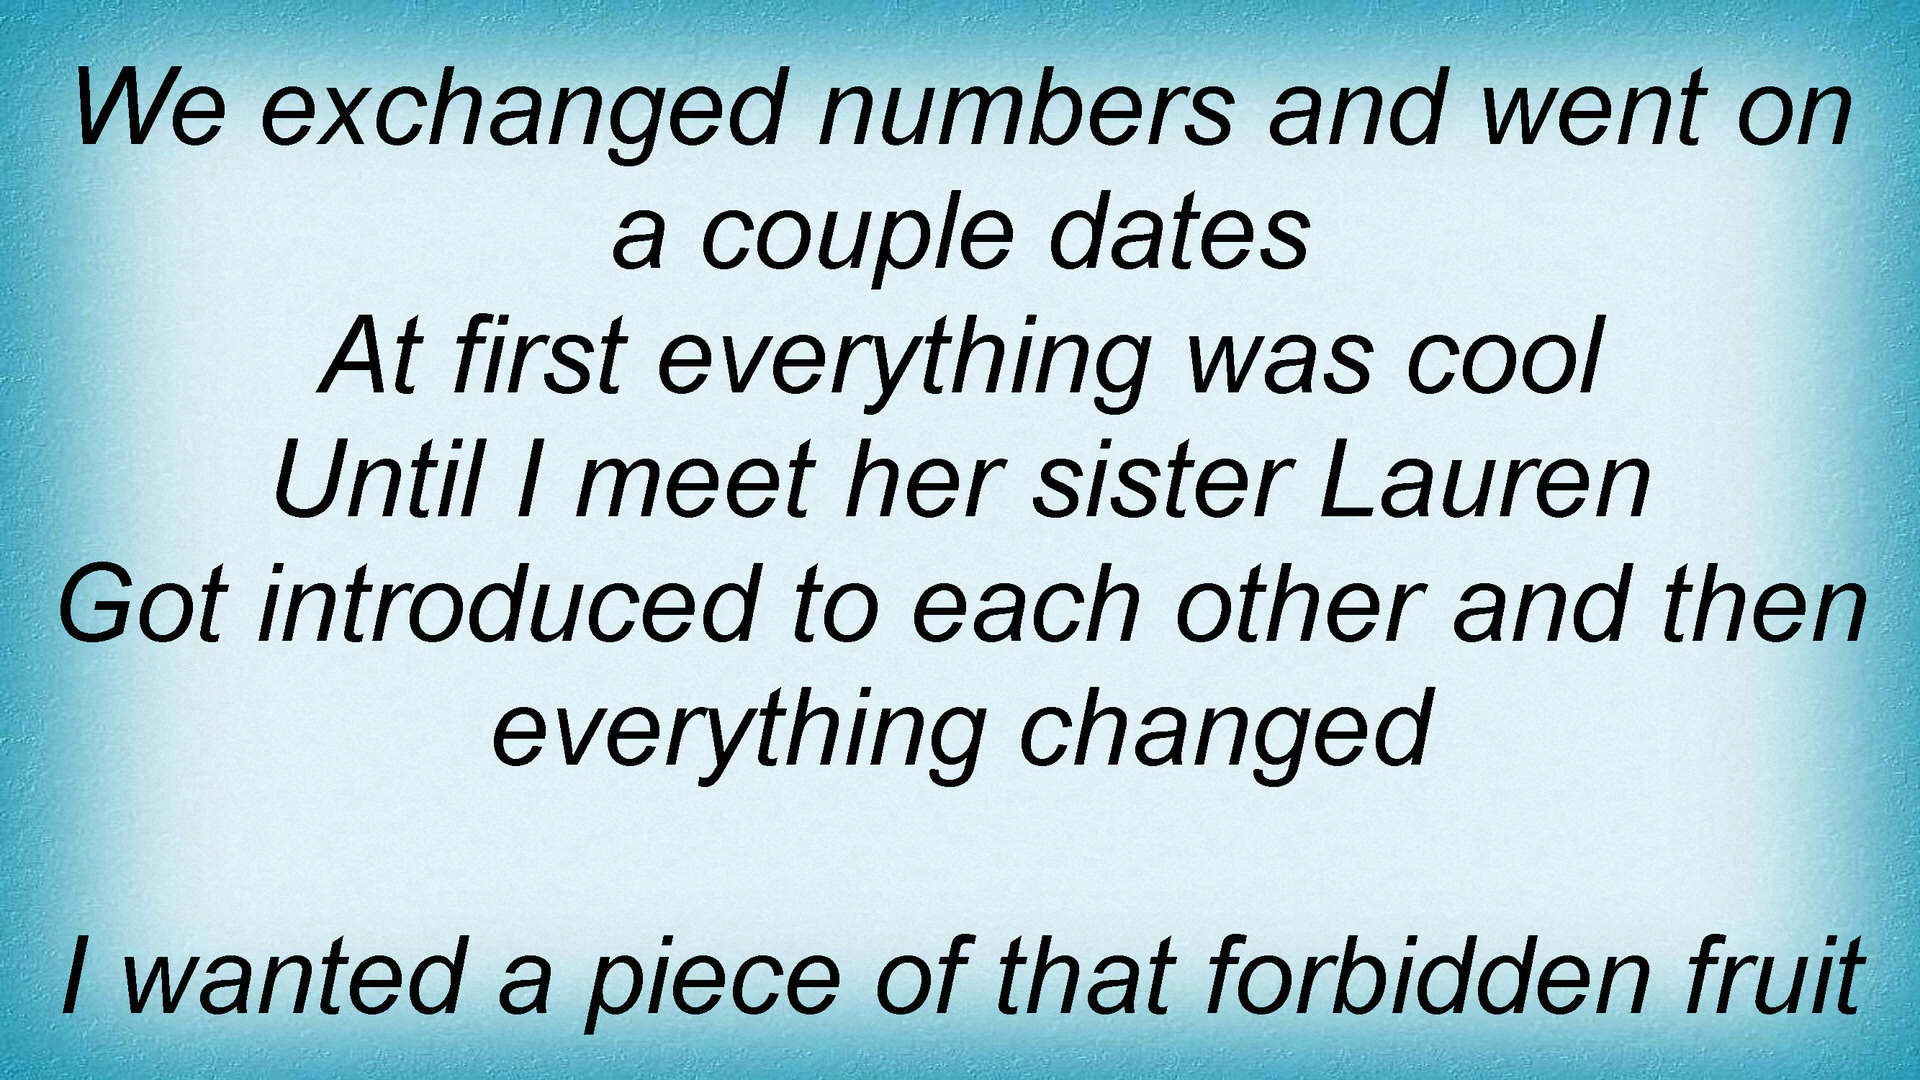 We exchanged numbers and went on
a couple dates
At first everything was cool
Until I meet her sister Lauren
Got introduced to each other and then
everything changed
I wanted a piece of that forbidden fruit